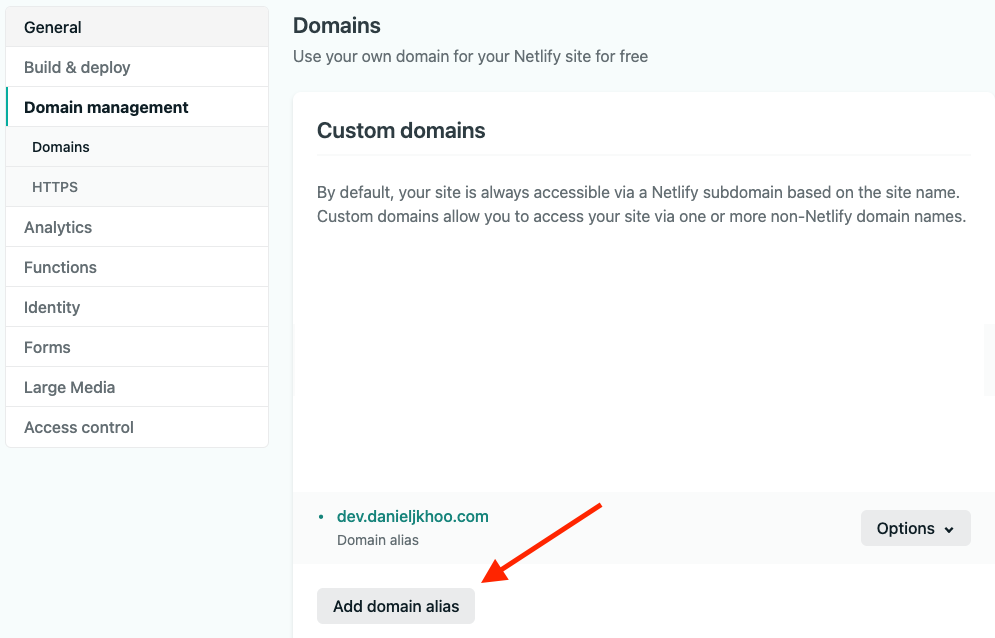 General
Build & deploy
Domain management
Domains
HTTPS
Analytics
Functions
Identity
Forms
Large Media
Access control
Domains
Use your own domain for your Netlify site for free
Custom domains
By default, your site is always accessible via a Netlify subdomain based on the site name.
Custom domains allow you to access your site via one or more non-Netlify domain names.
• dev.danieljkhoo.com
Domain alias
Options
Add domain alias